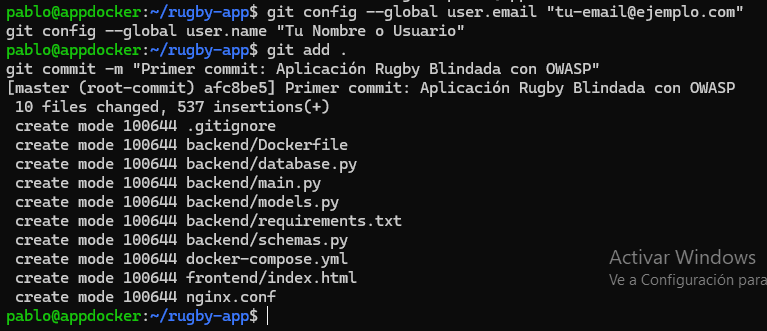 pablo@appdocker:~/rugby-app$ git config --global user.email "tu-email@ejemplo.com"
git config --global user.name "Tu Nombre o Usuario"
pablo@appdocker:~/rugby-app$ git add .
git commit -m "Primer commit: Aplicación Rugby Blindada con OWASP"
[master (root-commit) afc8be5] Primer commit: Aplicación Rugby Blindada con OWASP
 10 files changed, 537 insertions(+)
 create mode 100644 .gitignore
 create mode 100644 backend/Dockerfile
 create mode 100644 backend/database.py
 create mode 100644 backend/main.py
 create mode 100644 backend/models.py
 create mode 100644 backend/requirements.txt
 create mode 100644 backend/schemas.py
 create mode 100644 docker-compose.yml
 create mode 100644 frontend/index.html
 create mode 100644 nginx.conf
pablo@appdocker:~/rugby-app$
Activar Windows
Ve a Configuración para